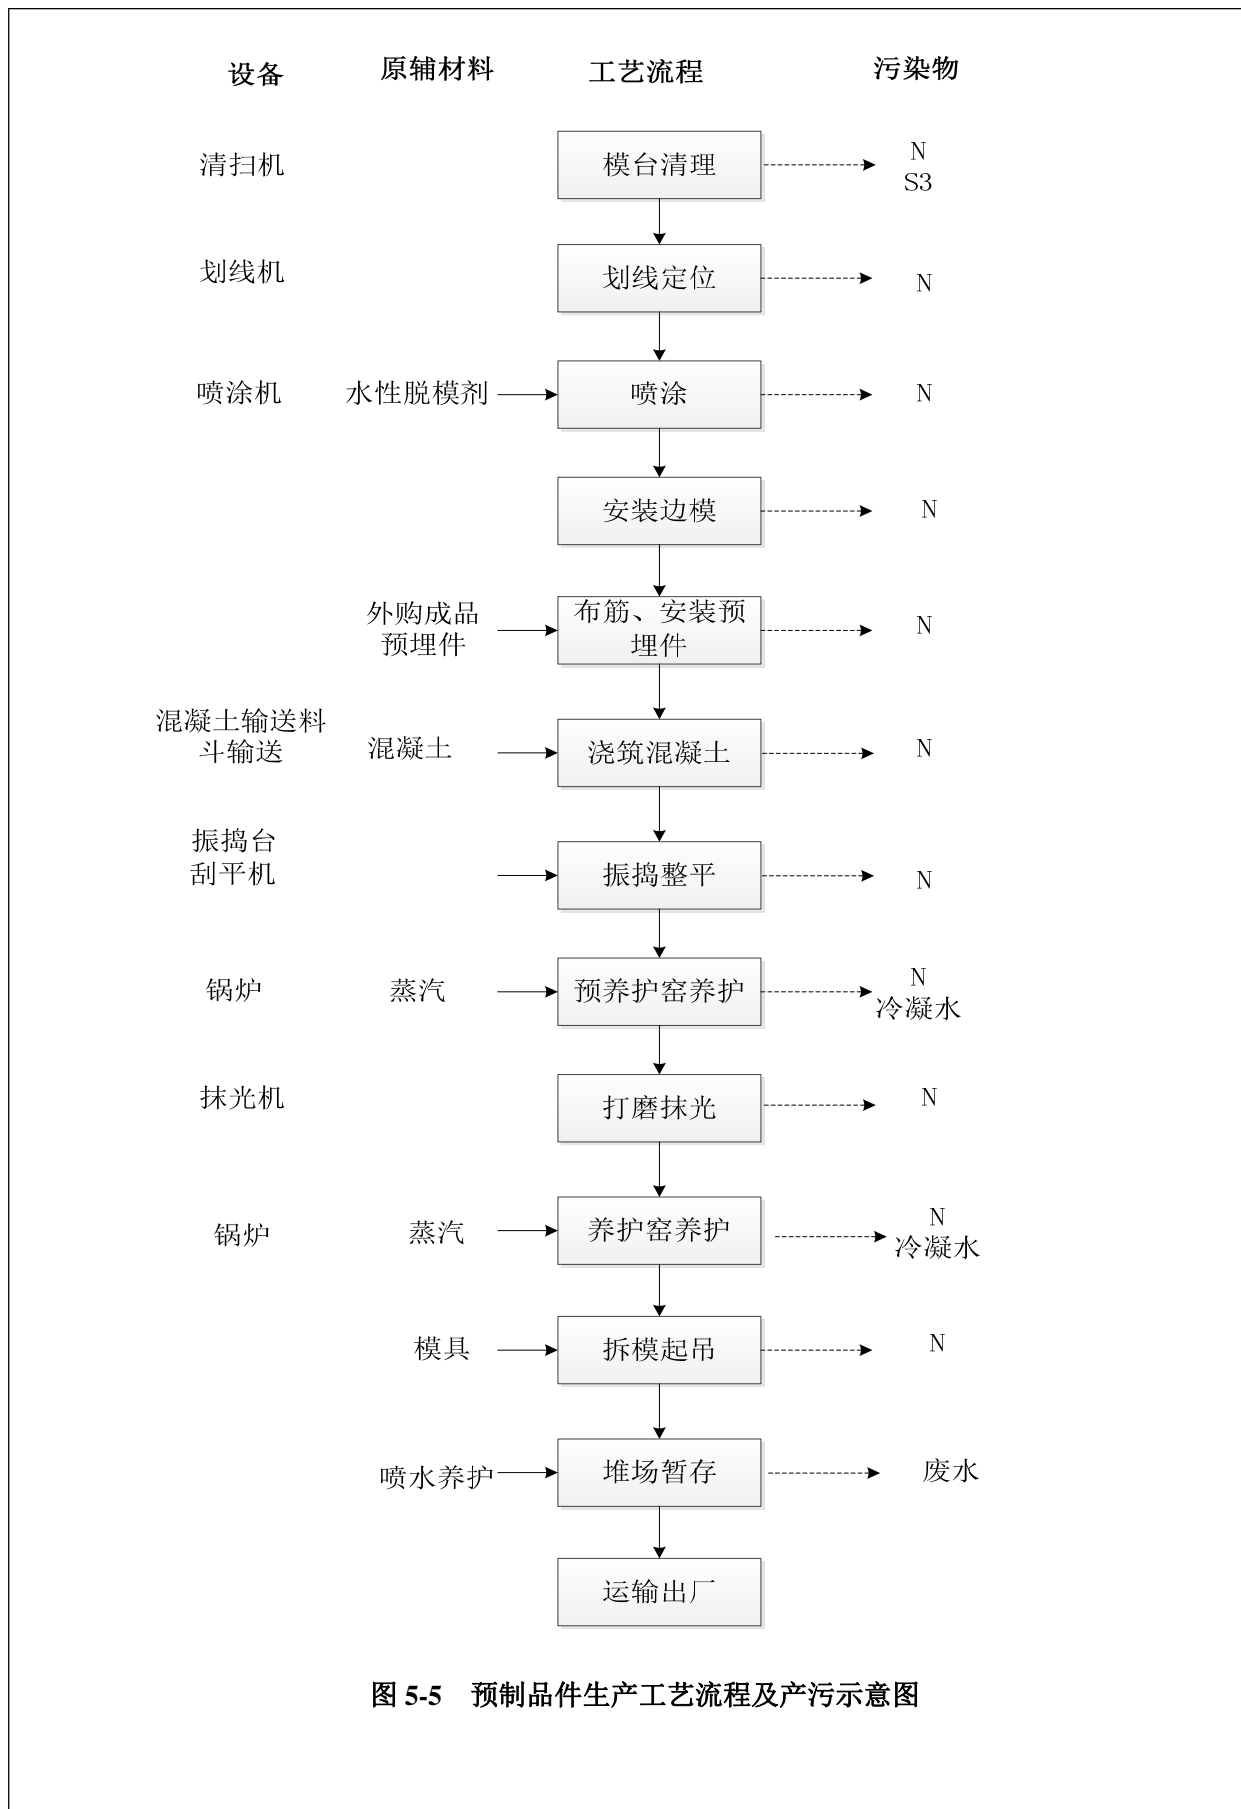 设备 原辅材料 工艺流程 污染物
清扫机 模台清理 N
S3
划线机 划线定位 N
喷涂机 水性脱模剂 喷涂 N
安装边模 N
外购成品
预埋件
布筋、安装预
埋件
N
混凝土输送料
斗输送
混凝土 浇筑混凝土 N
振捣台
刮平机
振捣整平 N
锅炉 蒸汽 预养护窑养护 N
冷凝水
抹光机 打磨抹光 N
锅炉 蒸汽 养护窑养护 N
冷凝水
模具 拆模起吊 N
喷水养护 堆场暂存 废水
运输出厂
图 5-5 预制品件生产工艺流程及产污示意图